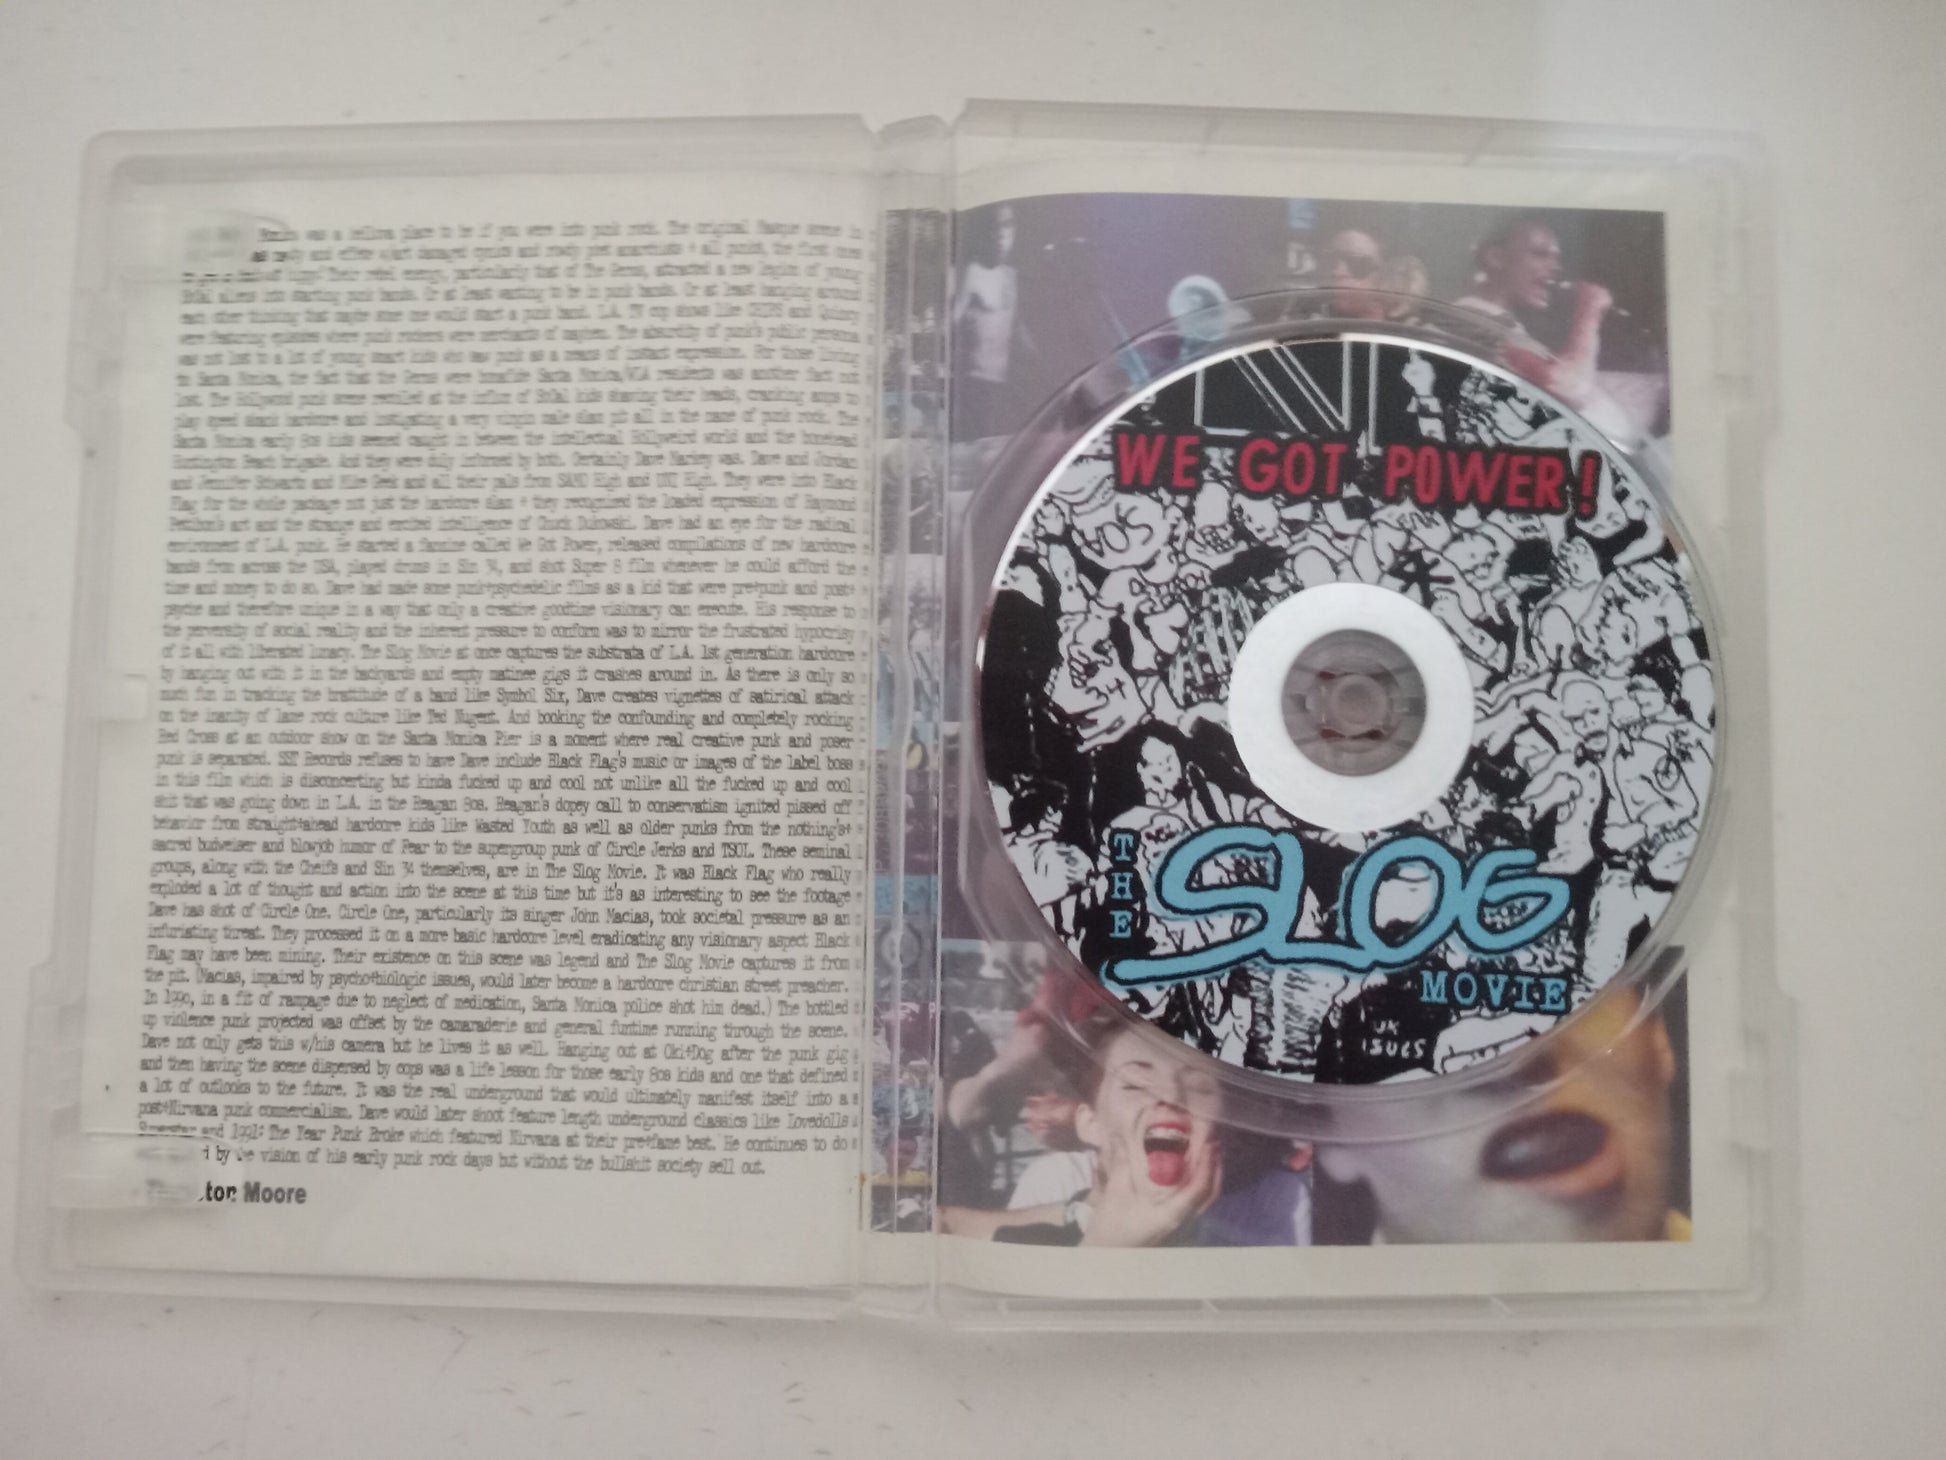 Monica was a hellova place to be if you were into punk rock. The original Masque scene in
as nasty and effete w/art damaged cynics and rowdy poet anarchists + all punks, the first ones
Their rebel energy, particularly that of The Germs, attracted a new legion of young
SoCal aliens into starting punk bands. Or at least wanting to be in punk bands. Or at least hanging around
each other thinking that maybe some one would start a punk band. L.A. TV cop shows like CHIPS and Quincy
were featuring episodes where punk rockers were merchants of mayhem. The absurdity of punk's public persona
was not lost to a lot of young smart kids who saw punk as a means of instant expression. For those living
in Santa Monica, the fact that the Germs were bonafide Santa Monica/WLA residents was another fact not
lost. The Hollywood punk scene recoiled at the influx of SoCal kids shaving their heads, cranking amps to
play speed skank hardcore and instigating a very virgin male slam pit all in the name of punk rock. The
Santa Monica early 80s kids seemed caught in between the intellectual Hollyweird world and the bonehead
Huntington Beach brigade. And they were duly informed by both. Certainly Dave Markey was. Dave and Jordan
and Jennifer Schwartz and Mike Geek and all their pals from SAMO High and UNI High. They were into Black
Flag for the whole package not just the hardcore slam + they recognized the loaded expression of Raymond
Pettibon's art and the strange and excited intelligence of Chuck Dukowski. Dave had an eye for the radical
environment of L.A. punk. He started a fanzine called We Got Power, released compilations of new hardcore
bands from across the USA, played drums in Sin 34, and shot Super 8 film whenever he could afford the
time and money to do so. Dave had made some punk+psychedelic films as a kid that were pre+punk and post+
psyche and therefore unique in a way that only a creative goodtime visionary can execute. His response to
the perversity of social reality and the inherent pressure to conform was to mirror the frustrated hypocrisy
of it all with liberated lunacy. The Slog Movie at once captures the substrata of L.A. 1st generation hardcore
by hanging out with it in the backyards and empty matinee gigs it crashes around in. As there is only so
much fun in tracking the brattitude of a band like Symbol Six, Dave creates vignettes of satirical attack
on the inanity of lame rock culture like Ted Nugent. And booking the confounding and completely rocking
Red Cross at an outdoor show on the Santa Monica Pier is a moment where real creative punk and poser
punk is separated. SST Records refuses to have Dave include Black Flag's music or images of the label boss
in this film which is disconcerting but kinda fucked up and cool not unlike all the fucked up and cool
shit that was going down in L.A. in the Reagan 80s. Reagan's dopey call to conservatism ignited pissed off
behavior from straight+ahead hardcore kids like Wasted Youth as well as older punks from the nothing's+
sacred budweiser and blowjob humor of Fear to the supergroup punk of Circle Jerks and TSOL. These seminal
groups, along with the Cheifs and Sin 34 themselves, are in The Slog Movie. It was Black Flag who really
exploded a lot of thought and action into the scene at this time but it's as interesting to see the footage
Dave has shot of Circle One. Circle One, particularly its singer John Macias, took societal pressure as an
infuriating threat. They processed it on a more basic hardcore level eradicating any visionary aspect Black
Flag may have been mining. Their existence on this scene was legend and The Slog Movie captures it from
the pit. (Macias, impaired by psycho+biologic issues, would later become a hardcore christian street preacher.
In 1990, in a fit of rampage due to neglect of medication, Santa Monica police shot him dead.) The bottled
up violence punk projected was offset by the camaraderie and general funtime running through the scene.
Dave not only gets this w/his camera but he lives it as well. Hanging out at Oki+Dog after the punk gig
and then having the scene dispersed by cops was a life lesson for those early 80s kids and one that defined
a lot of outlooks to the future. It was the real underground that would ultimately manifest itself into a
post+Nirvana punk commercialism. Dave would later shoot feature length underground classics like Lovedolls
and 1991: The Year Punk Broke which featured Nirvana at their pre+fame best. He continues to do
by the vision of his early punk rock days but without the bullshit society sell out.
ton Moore
WE GOT POWER!
AOS
34
THE SLOG
MOVIE
UK